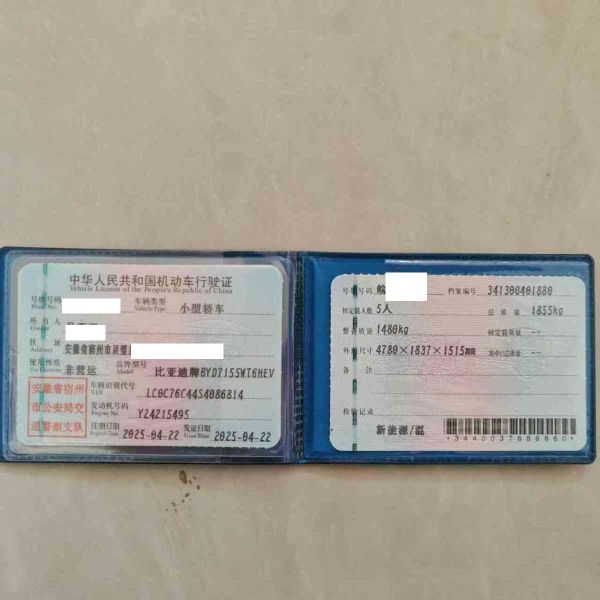 中华人民共和国机动车行驶证
Vehicle License of the People's Republic of China
号牌号码
Plate No.
车辆类型
Vehicle Type
小型轿车
所有人
Owner
住址
Address
安徽省宿州市灵璧
使用性质
Use Character
非营运
品牌型号
Model
比亚迪牌BYD7155WT6HEV
安徽省宿州
市公安局交
通警察支队
车辆识别代号
VIN
LC0C76C44S4086814
发动机号码
Engine No.
Y24215495
注册日期
Register Date
2025-04-22
发证日期
Issue Date
2025-04-22
号牌号码
皖
档案编号
341300401880
核定载人数
5人
总质量
1855kg
整备质量
1480kg
核定载质量
--
外廓尺寸
4780×1837×1515mm
准牵引总质量
--
备注
检验记录
新能源/混
*3440037686860*